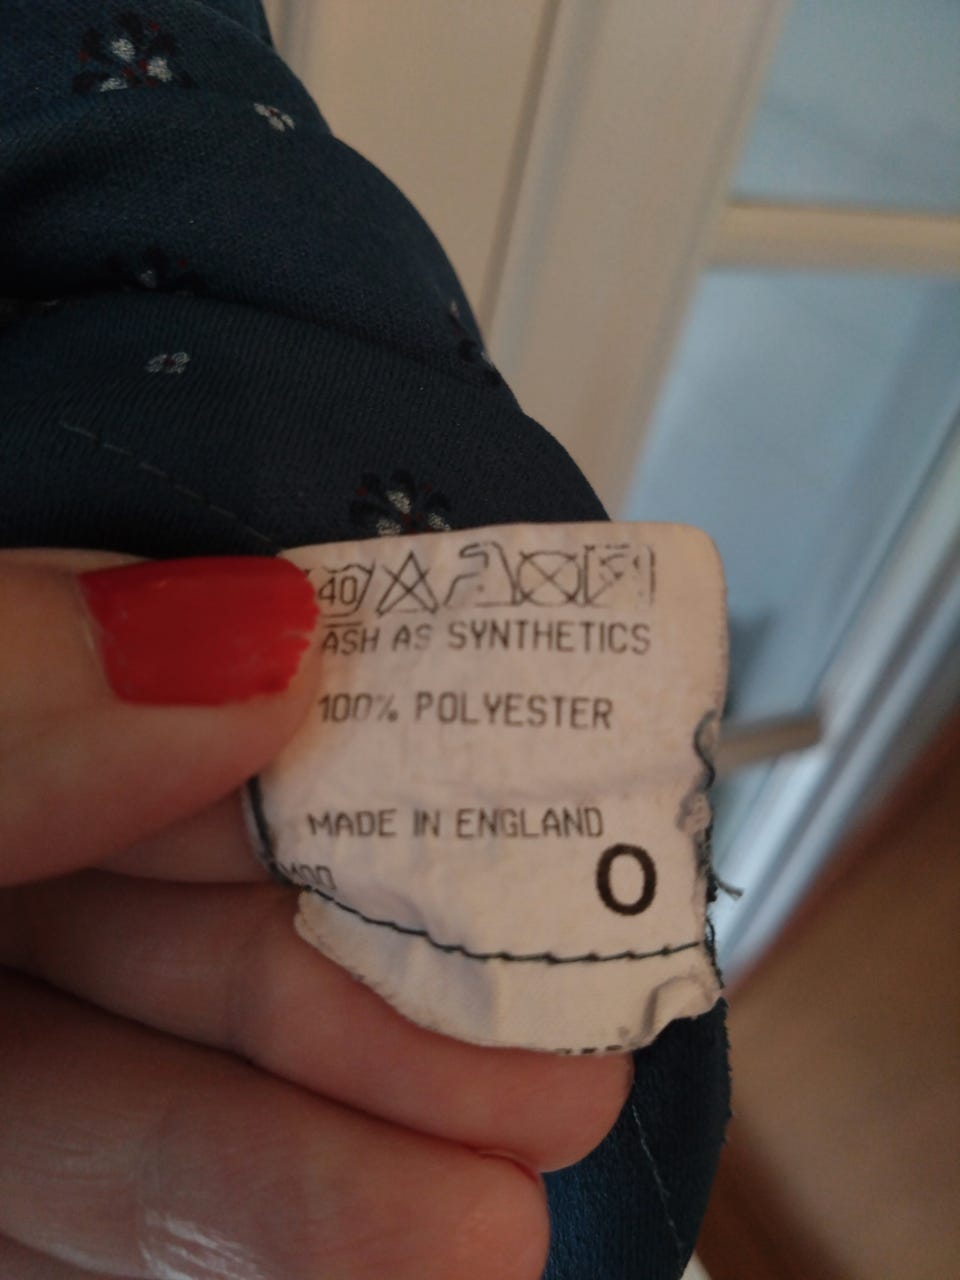 40
ASH AS SYNTHETICS
100% POLYESTER
MADE IN ENGLAND
O